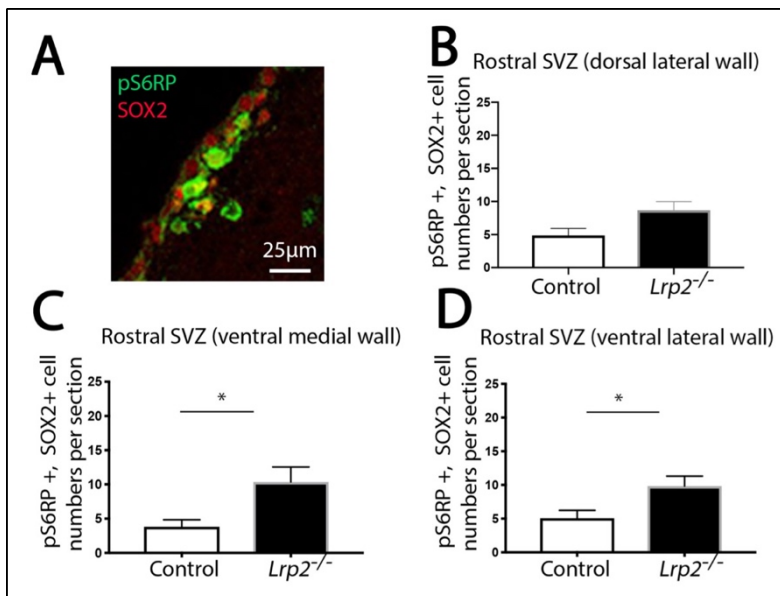 A
pS6RP
SOX2
25µm
B
Rostral SVZ (dorsal lateral wall)
pS6RP +, SOX2+ cell
numbers per section
25
20
15
10
5
0
Control
Lrp2-/-
C
Rostral SVZ (ventral medial wall)
pS6RP +, SOX2+ cell
numbers per section
25
20
15
10
5
0
*
Control
Lrp2-/-
D
Rostral SVZ (ventral lateral wall)
pS6RP +, SOX2+ cell
numbers per section
25
20
15
10
5
0
*
Control
Lrp2-/-